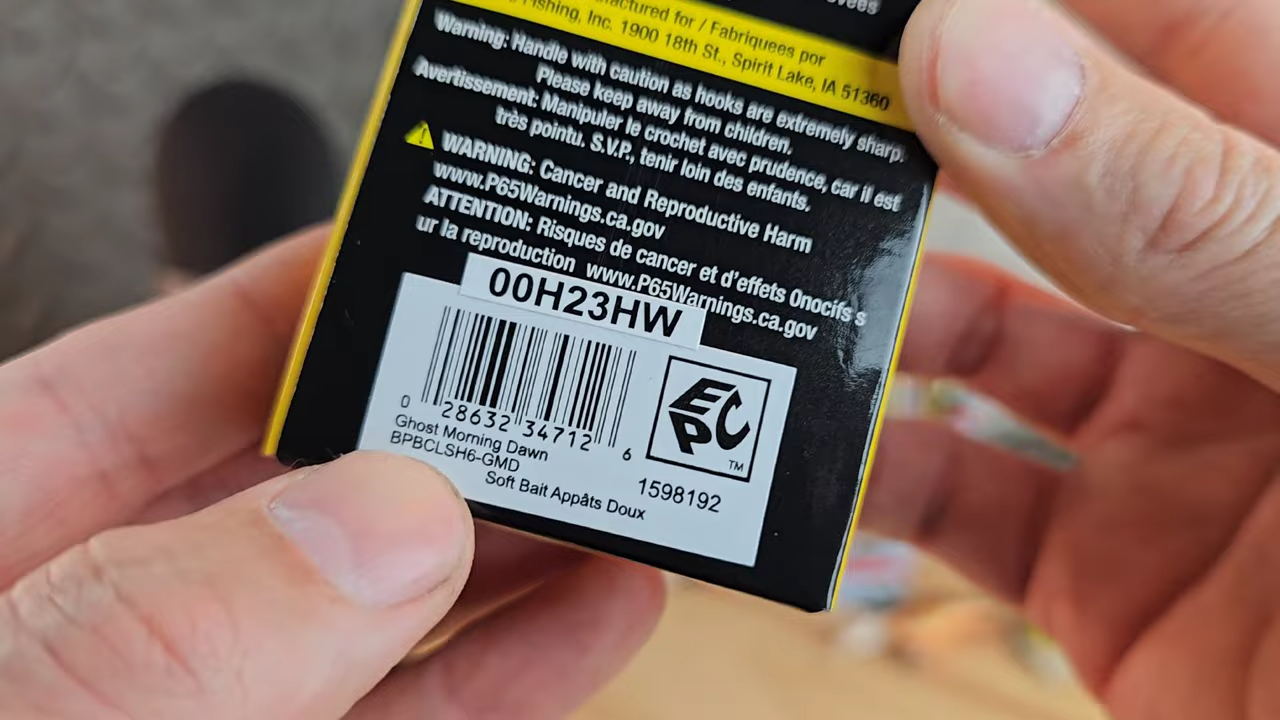 factured for / Fabriquees por
Fishing, Inc. 1900 18th St., Spirit Lake, IA 51360
Warning: Handle with caution as hooks are extremely sharp.
Please keep away from children.
Avertissement: Manipuler le crochet avec prudence, car il est
très pointu. S.V.P., tenir loin des enfants.
WARNING: Cancer and Reproductive Harm
www.P65Warnings.ca.gov
ATTENTION: Risques de cancer et d'effets 0nocifs s
ur la reproduction www.P65Warnings.ca.gov
00H23HW
0 28632 34712 6
Ghost Morning Dawn
BPBCLSH6-GMD
Soft Bait Appâts Doux
EPC
TM
1598192